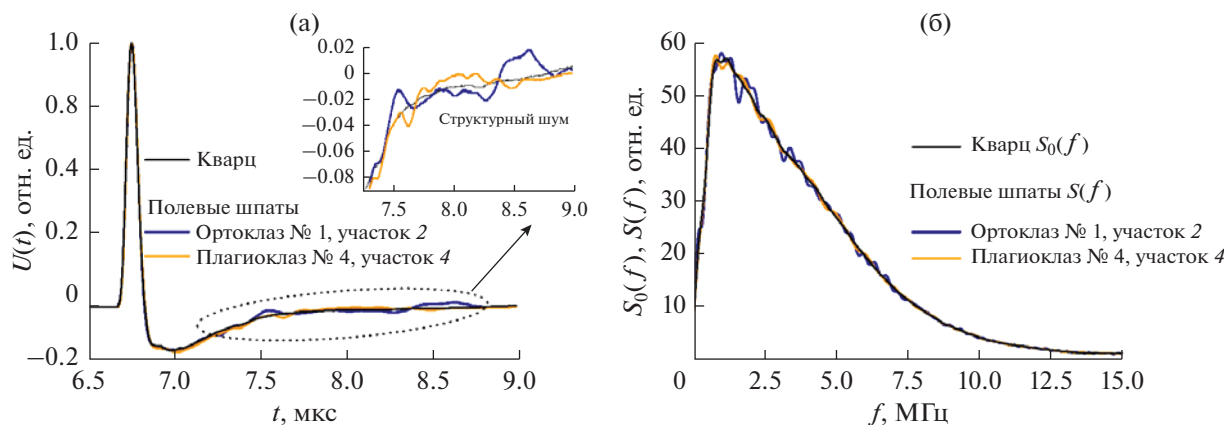 (а)
U(t), отн. ед.
1.0
0.8
0.6
0.4
0.2
0
−0.2
6.5 7.0 7.5 8.0 8.5 9.0
t, мкс
Кварц
Полевые шпаты
Ортоклаз № 1, участок 2
Плагиоклаз № 4, участок 4
0.02
0
−0.02
−0.04
−0.06
−0.08
Структурный шум
7.5 8.0 8.5 9.0
(б)
S₀(f), S(f), отн. ед.
60
50
40
30
20
10
0 2.5 5.0 7.5 10.0 12.5 15.0
f, МГц
Кварц S₀(f)
Полевые шпаты S(f)
Ортоклаз № 1, участок 2
Плагиоклаз № 4, участок 4